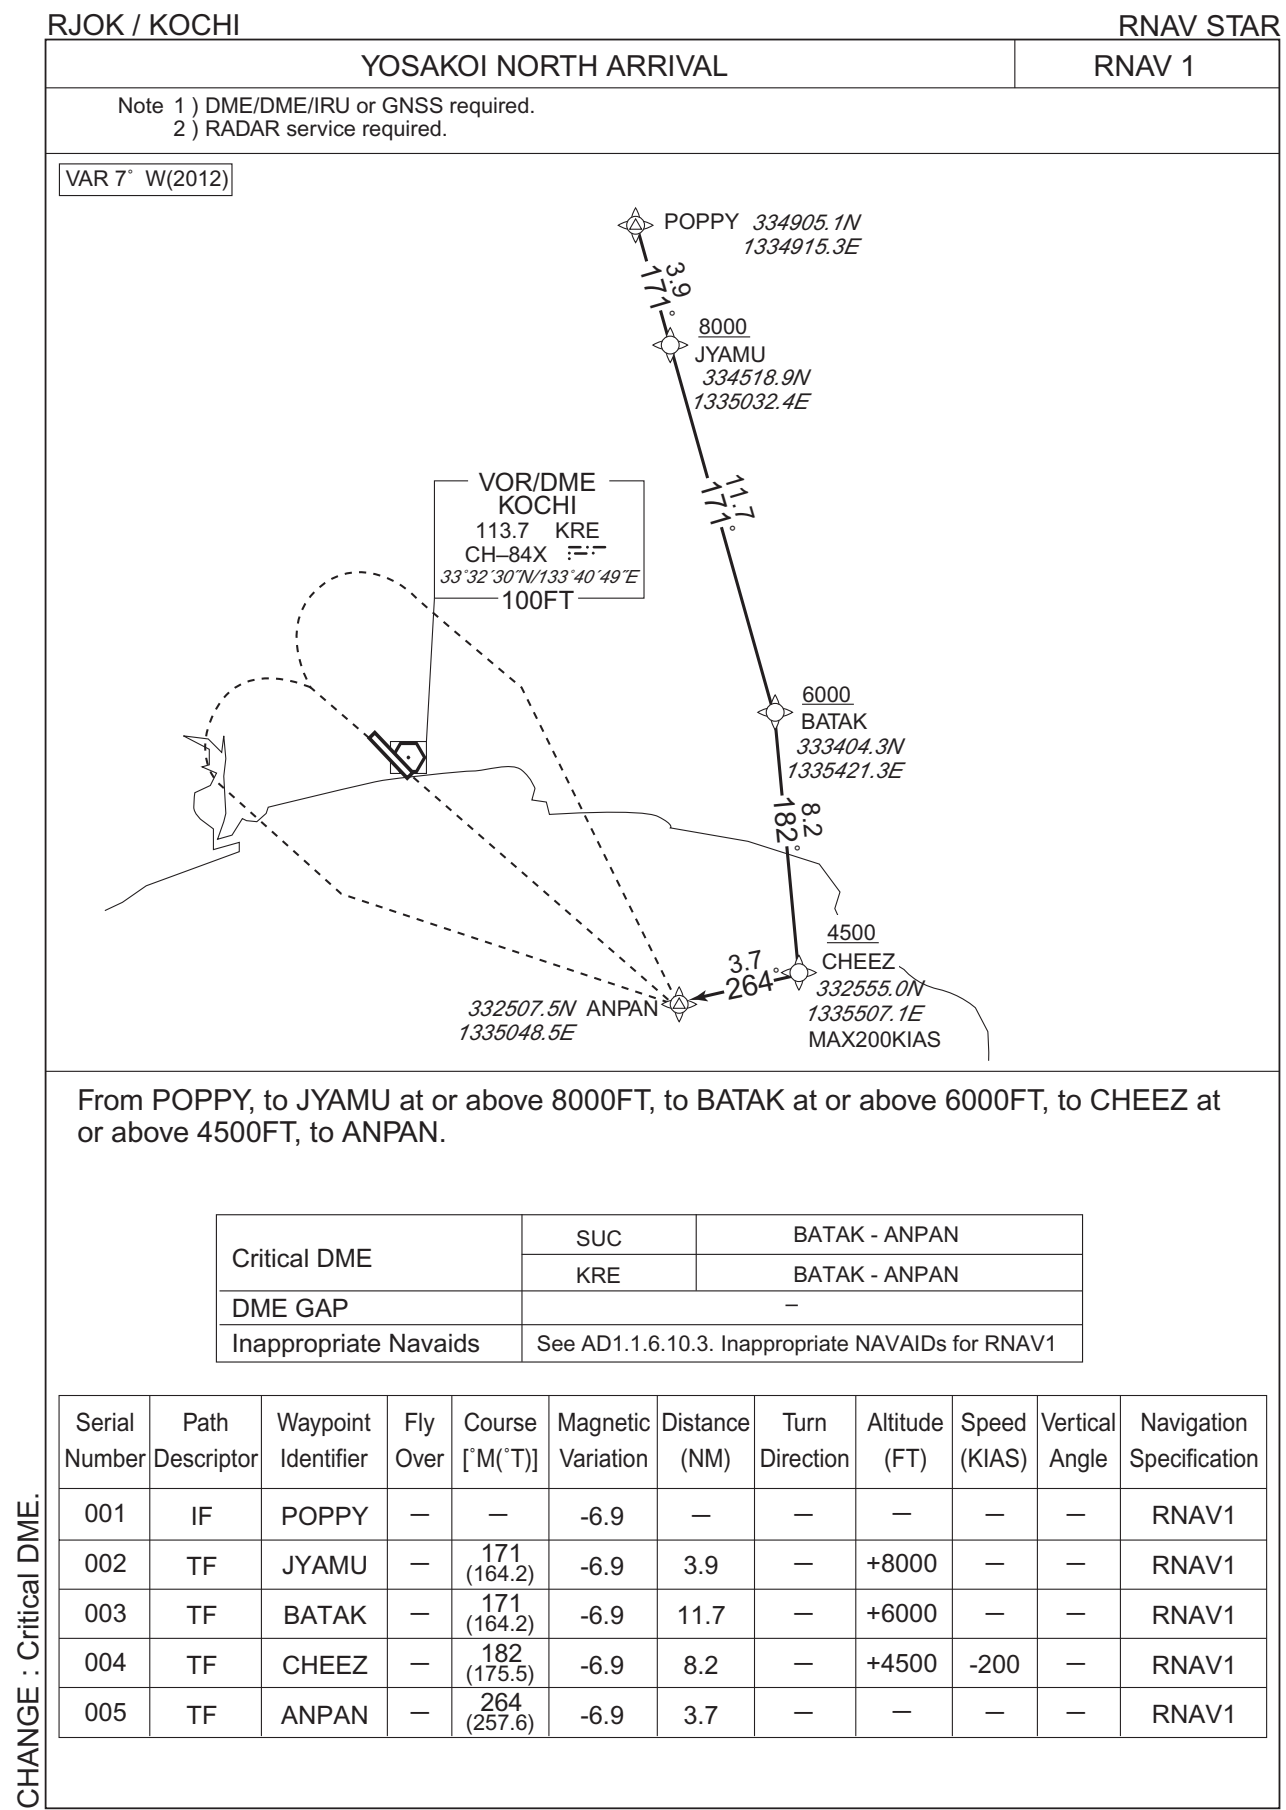 RJOK / KOCHI
RNAV STAR
YOSAKOI NORTH ARRIVAL
RNAV 1
Note 1 ) DME/DME/IRU or GNSS required.
2 ) RADAR service required.
VAR 7° W(2012)
POPPY 334905.1N
1334915.3E
3.9
171°
8000
JYAMU
334518.9N
1335032.4E
11.7
171°
VOR/DME
KOCHI
113.7 KRE
CH–84X
33°32′30″N/133°40′49″E
100FT
6000
BATAK
333404.3N
1335421.3E
8.2
182°
4500
CHEEZ
332555.0N
1335507.1E
MAX200KIAS
3.7
264°
332507.5N ANPAN
1335048.5E
From POPPY, to JYAMU at or above 8000FT, to BATAK at or above 6000FT, to CHEEZ at
or above 4500FT, to ANPAN.
Critical DME
SUC BATAK - ANPAN
KRE BATAK - ANPAN
DME GAP –
Inappropriate Navaids See AD1.1.6.10.3. Inappropriate NAVAIDs for RNAV1
Serial Path Waypoint Fly Course Magnetic Distance Turn Altitude Speed Vertical Navigation
Number Descriptor Identifier Over [°M(°T)] Variation (NM) Direction (FT) (KIAS) Angle Specification
001 IF POPPY — — -6.9 — — — — — RNAV1
002 TF JYAMU — 171 (164.2) -6.9 3.9 — +8000 — — RNAV1
003 TF BATAK — 171 (164.2) -6.9 11.7 — +6000 — — RNAV1
004 TF CHEEZ — 182 (175.5) -6.9 8.2 — +4500 -200 — RNAV1
005 TF ANPAN — 264 (257.6) -6.9 3.7 — — — — RNAV1
CHANGE : Critical DME.